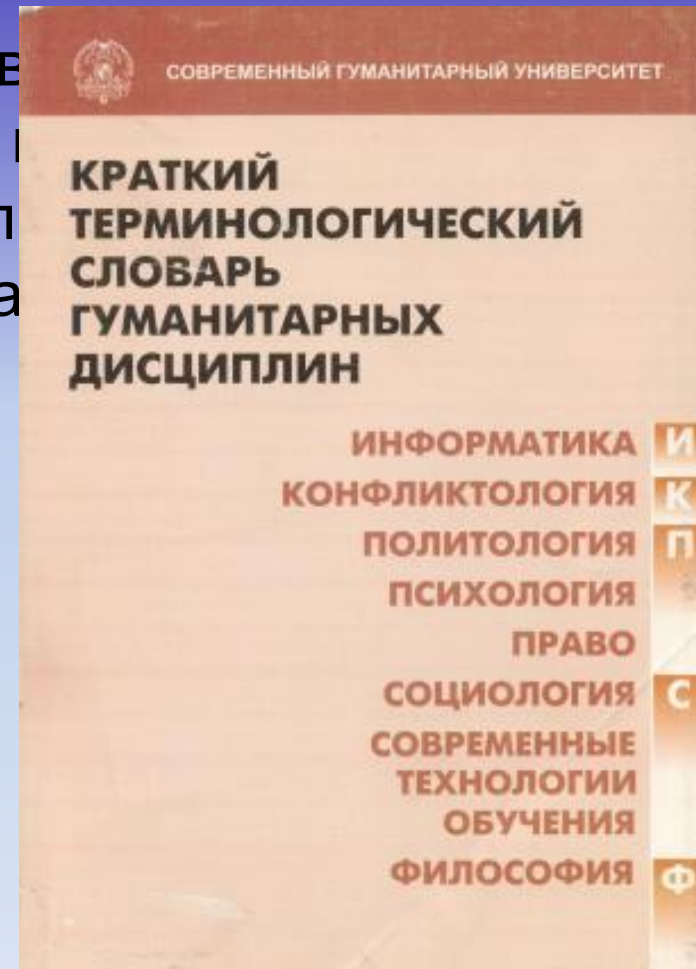 СОВРЕМЕННЫЙ ГУМАНИТАРНЫЙ УНИВЕРСИТЕТ
КРАТКИЙ
ТЕРМИНОЛОГИЧЕСКИЙ
СЛОВАРЬ
ГУМАНИТАРНЫХ
ДИСЦИПЛИН
ИНФОРМАТИКА И
КОНФЛИКТОЛОГИЯ К
ПОЛИТОЛОГИЯ П
ПСИХОЛОГИЯ
ПРАВО
СОЦИОЛОГИЯ С
СОВРЕМЕННЫЕ
ТЕХНОЛОГИИ
ОБУЧЕНИЯ
ФИЛОСОФИЯ Ф